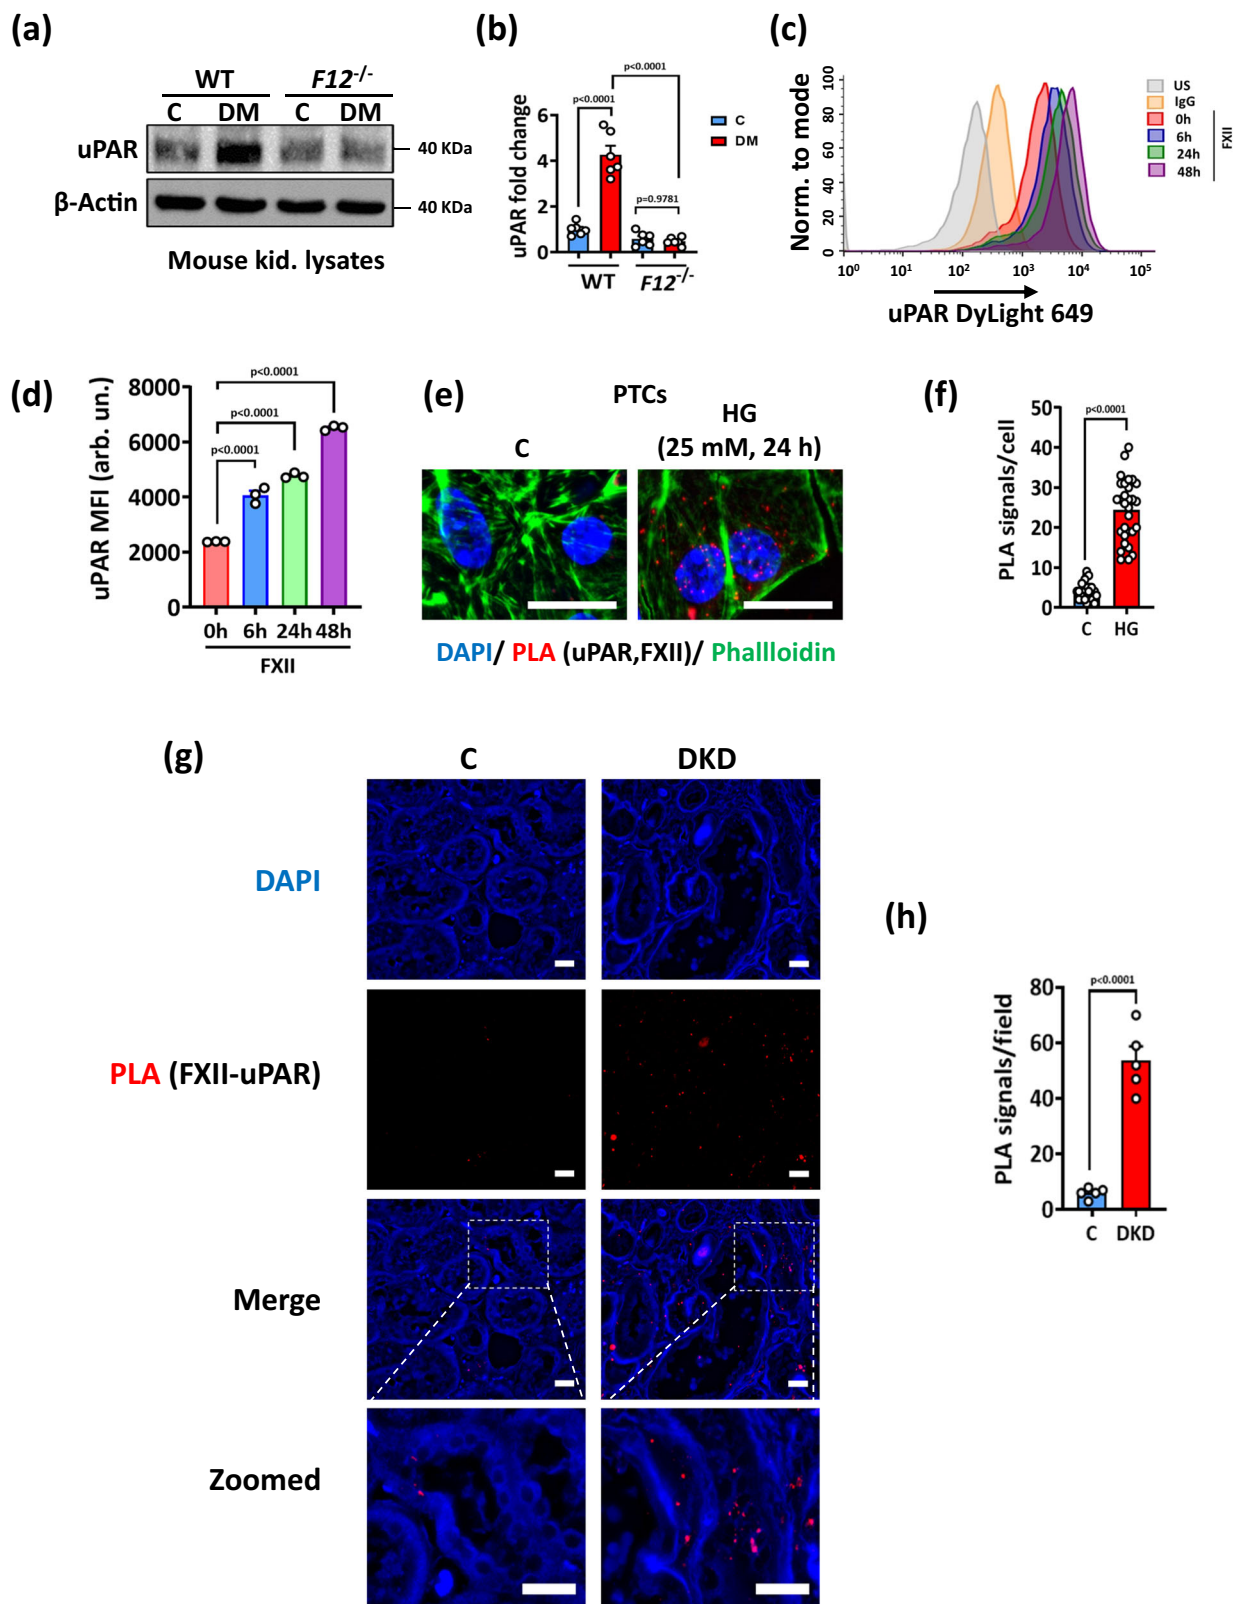 (a)
WT F12-/-
C DM C DM
uPAR
40 KDa
β-Actin
40 KDa
Mouse kid. lysates
(b)
p<0.0001
p<0.0001
p=0.9781
C
DM
uPAR fold change
6
4
2
0
WT F12-/-
(c)
Norm. to mode
100
80
60
40
20
0
10⁰ 10¹ 10² 10³ 10⁴ 10⁵
uPAR DyLight 649
US
IgG
0h
6h
24h
48h
FXII
(d)
uPAR MFI (arb. un.)
8000
6000
4000
2000
0
p<0.0001
p<0.0001
p<0.0001
0h 6h 24h 48h
FXII
(e)
PTCs
C
HG
(25 mM, 24 h)
DAPI/ PLA (uPAR,FXII)/ Phallloidin
(f)
PLA signals/cell
50
40
30
20
10
0
p<0.0001
C HG
(g)
C DKD
DAPI
PLA (FXII-uPAR)
Merge
Zoomed
(h)
PLA signals/field
80
60
40
20
0
p<0.0001
C DKD